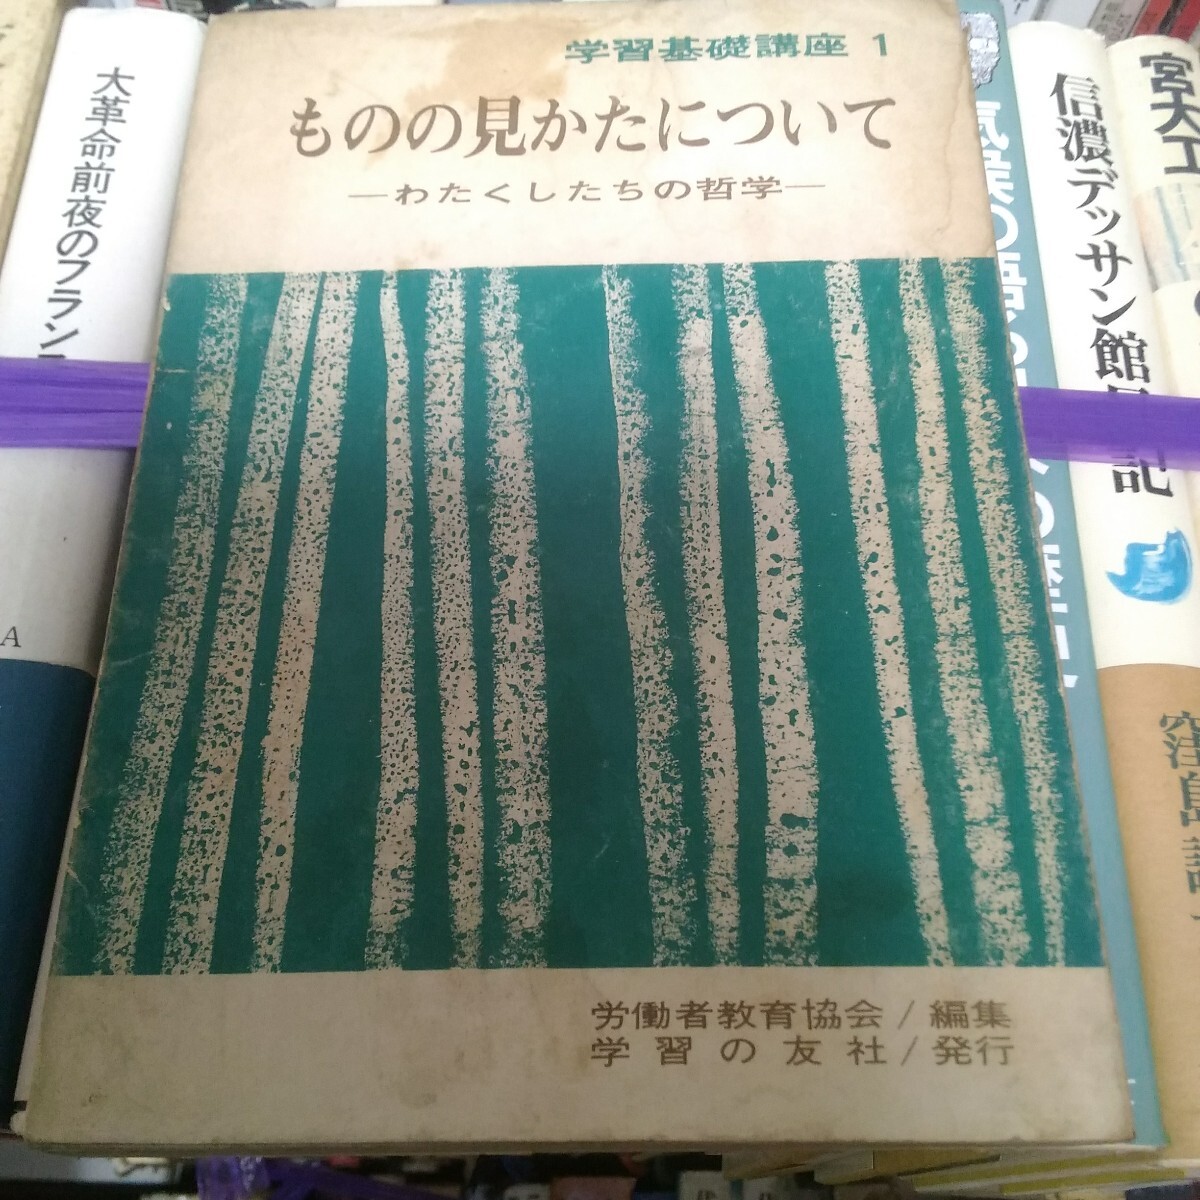 学習基礎講座 1
ものの見かたについて
―わたくしたちの哲学―
労働者教育協会/編集
学習の友社/発行
大革命前夜のフラン
A
信濃デッサン館
記
宮大工